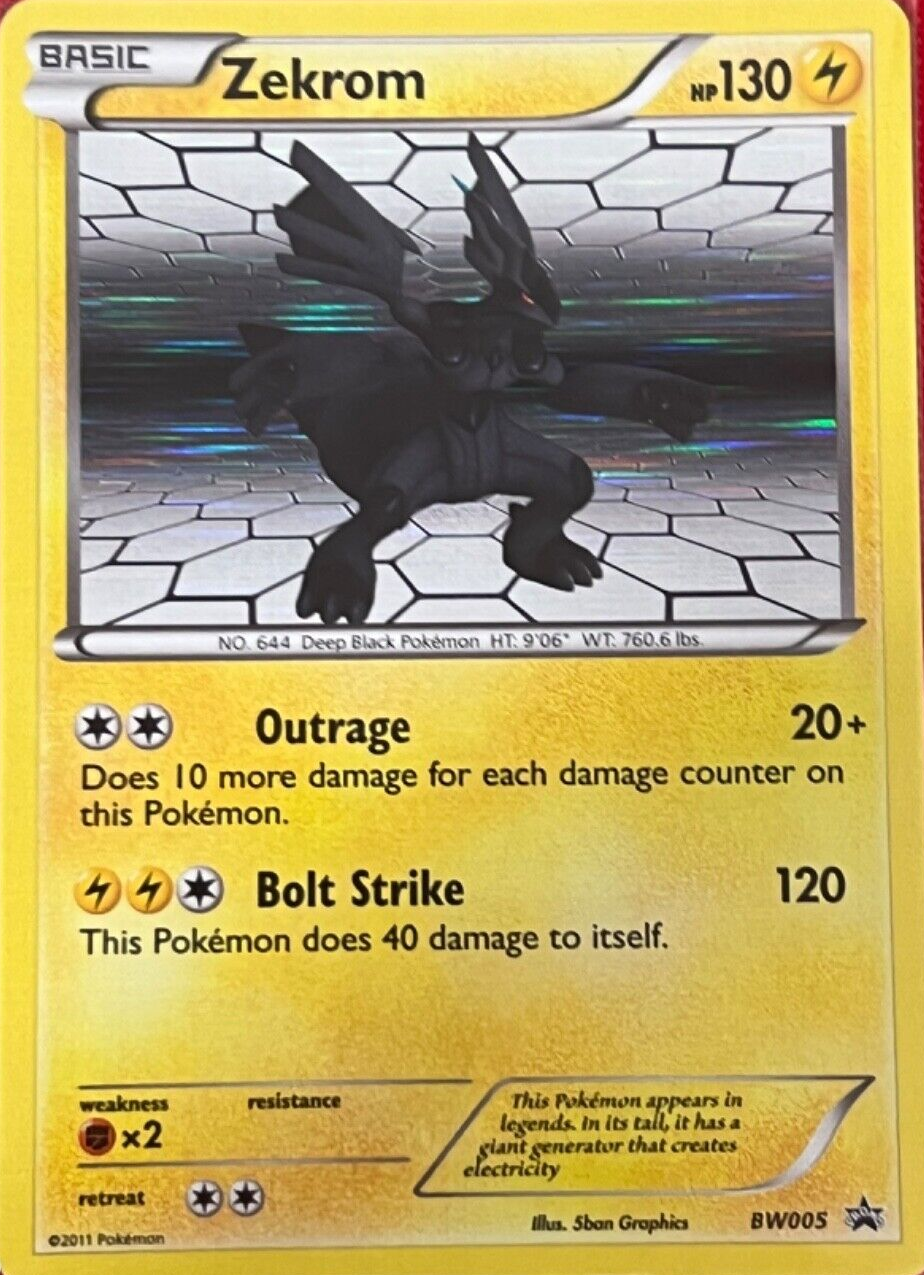 BASIC
Zekrom
HP130
NO. 644 Deep Black Pokémon HT: 9'06" WT: 760.6 lbs.
Outrage 20+
Does 10 more damage for each damage counter on
this Pokémon.
Bolt Strike 120
This Pokémon does 40 damage to itself.
weakness resistance
×2
retreat
This Pokémon appears in
legends. In its tail, it has a
giant generator that creates
electricity
Illus. 5ban Graphics BW005
©2011 Pokémon